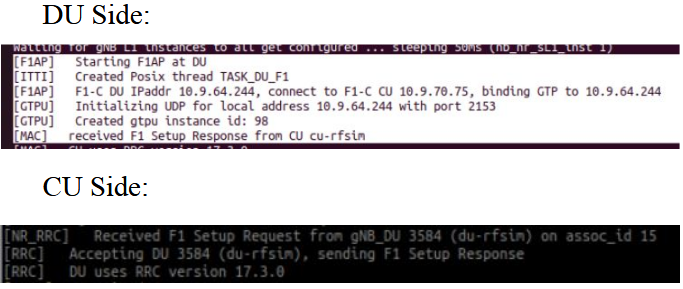 DU Side:
Waiting for gNB L1 instances to all get configured ... sleeping 50ms (nb_nr_sL1_inst 1)
[F1AP] Starting F1AP at DU
[ITTI] Created Posix thread TASK_DU_F1
[F1AP] F1-C DU IPaddr 10.9.64.244, connect to F1-C CU 10.9.70.75, binding GTP to 10.9.64.244
[GTPU] Initializing UDP for local address 10.9.64.244 with port 2153
[GTPU] Created gtpu instance id: 98
[MAC] received F1 Setup Response from CU cu-rfsim
[MAC] CU uses RRC version 17.3.0
CU Side:
[NR_RRC] Received F1 Setup Request from gNB_DU 3584 (du-rfsim) on assoc_id 15
[RRC] Accepting DU 3584 (du-rfsim), sending F1 Setup Response
[RRC] DU uses RRC version 17.3.0